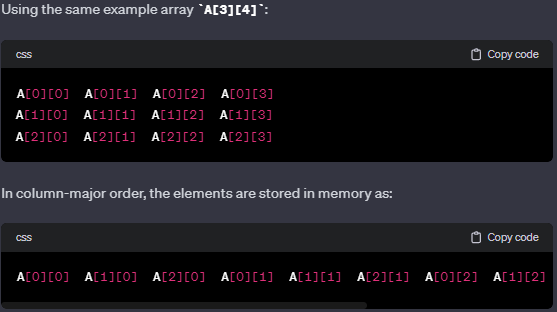 Using the same example array `A[3][4]`:
css Copy code
A[0][0] A[0][1] A[0][2] A[0][3]
A[1][0] A[1][1] A[1][2] A[1][3]
A[2][0] A[2][1] A[2][2] A[2][3]
In column-major order, the elements are stored in memory as:
css Copy code
A[0][0] A[1][0] A[2][0] A[0][1] A[1][1] A[2][1] A[0][2] A[1][2]